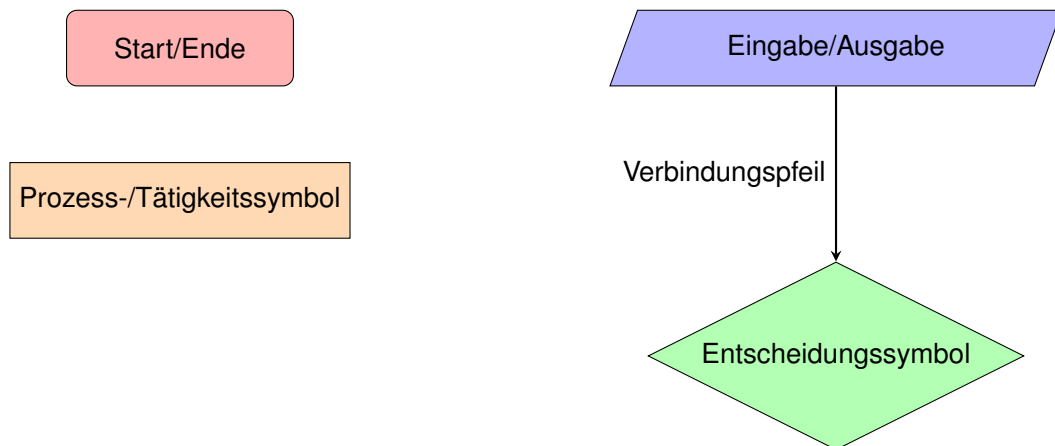 Start/Ende
Eingabe/Ausgabe
Prozess-/Tätigkeitssymbol
Verbindungspfeil
Entscheidungssymbol